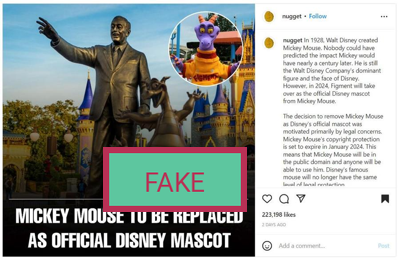 FAKE
MICKEY MOUSE TO BE REPLACED
AS OFFICIAL DISNEY MASCOT
nugget • Follow
nugget In 1928, Walt Disney created
Mickey Mouse. Nobody could have
predicted the impact Mickey would
have nearly a century later. He is still
the Walt Disney Company's dominant
figure and the face of Disney.
However, in 2024, Figment will take
over as the official Disney mascot
from Mickey Mouse.
The decision to remove Mickey Mouse
as Disney's official mascot was
motivated primarily by legal concerns.
Mickey Mouse's copyright protection
is set to expire in January 2024. This
means that Mickey Mouse will be in
the public domain and anyone will be
able to use him. Disney's famous
mouse will no longer have the same
level of legal protection
223,198 likes
2 DAYS AGO
Add a comment...
Post